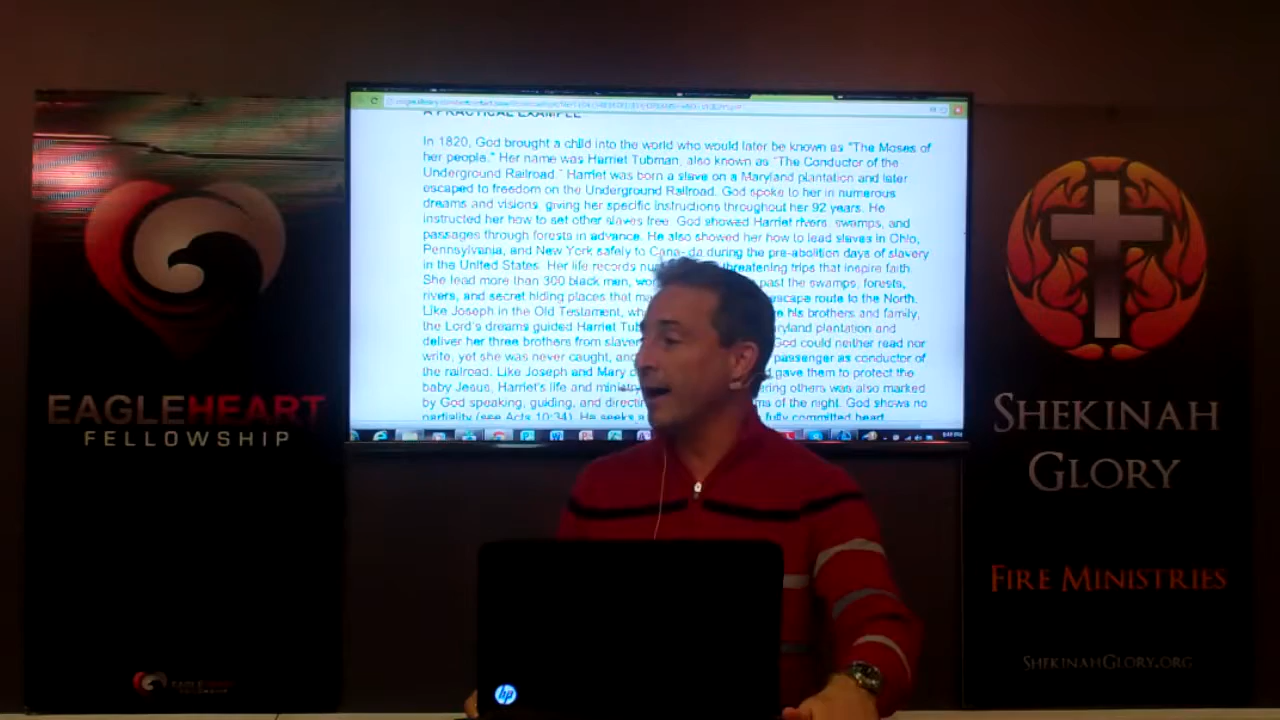 A PRACTICAL EXAMPLE
In 1820, God brought a child into the world who would later be known as "The Moses of
her people." Her name was Harriet Tubman, also known as "The Conductor of the
Underground Railroad." Harriet was born a slave on a Maryland plantation and later
escaped to freedom on the Underground Railroad. God spoke to her in numerous
dreams and visions, giving her specific instructions throughout her 92 years. He
instructed her how to set other slaves free. God showed Harriet rivers, swamps, and
passages through forests in advance. He also showed her how to lead slaves in Ohio,
Pennsylvania, and New York safely to Cana- da during the pre-abolition days of slavery
in the United States. Her life records threatening trips that inspire faith.
She lead more than 300 black men, past the swamps, forests,
rivers, and secret hiding places that escape route to the North.
Like Joseph in the Old Testament, his brothers and family,
the Lord's dreams guided Harriet plantation and
deliver her three brothers from God could neither read nor
write, yet she was never caught, passenger as conductor of
the railroad. Like Joseph and Mary gave them to protect the
baby Jesus, Harriet's life and others was also marked
by God speaking, guiding, and of the night. God shows no
partiality (see Acts 10:34). He seeks a fully committed heart
EAGLEHEART
FELLOWSHIP
SHEKINAH
GLORY
FIRE MINISTRIES
SHEKINAHGLORY.ORG
hp